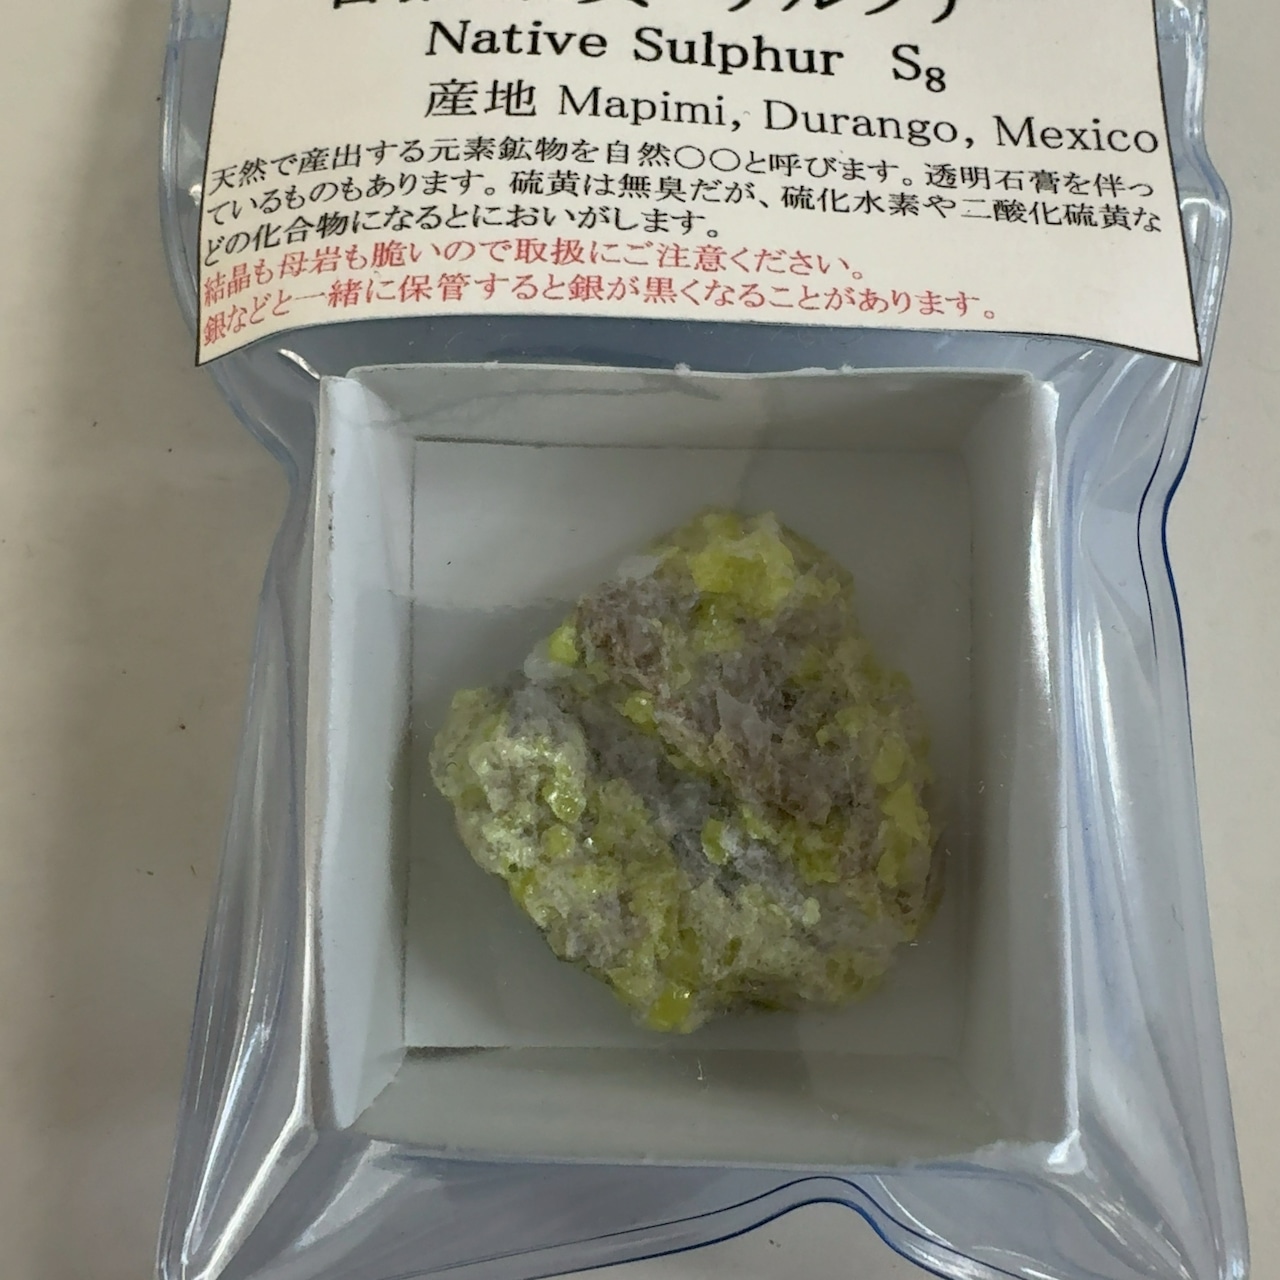 Native Sulphur S₈
産地 Mapimi, Durango, Mexico
天然で産出する元素鉱物を自然〇〇と呼びます。透明石膏を伴っ
ているものもあります。硫黄は無臭だが、硫化水素や二酸化硫黄な
どの化合物になるとにおいがします。
結晶も母岩も脆いので取扱にご注意ください。
銀などと一緒に保管すると銀が黒くなることがあります。